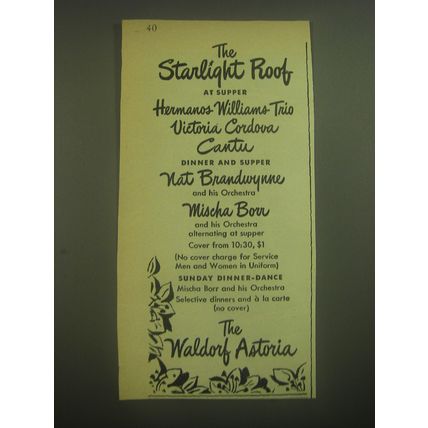 40
The
Starlight Roof
AT SUPPER
Hermanos Williams Trio
Victoria Cordova
Cantu
DINNER AND SUPPER
Nat Brandwynne
and his Orchestra
Mischa Borr
and his Orchestra
alternating at supper
Cover from 10:30, $1
(No cover charge for Service
Men and Women in Uniform)
SUNDAY DINNER-DANCE
Mischa Borr and his Orchestra
Selective dinners and à la carte
(no cover)
The
Waldorf Astoria